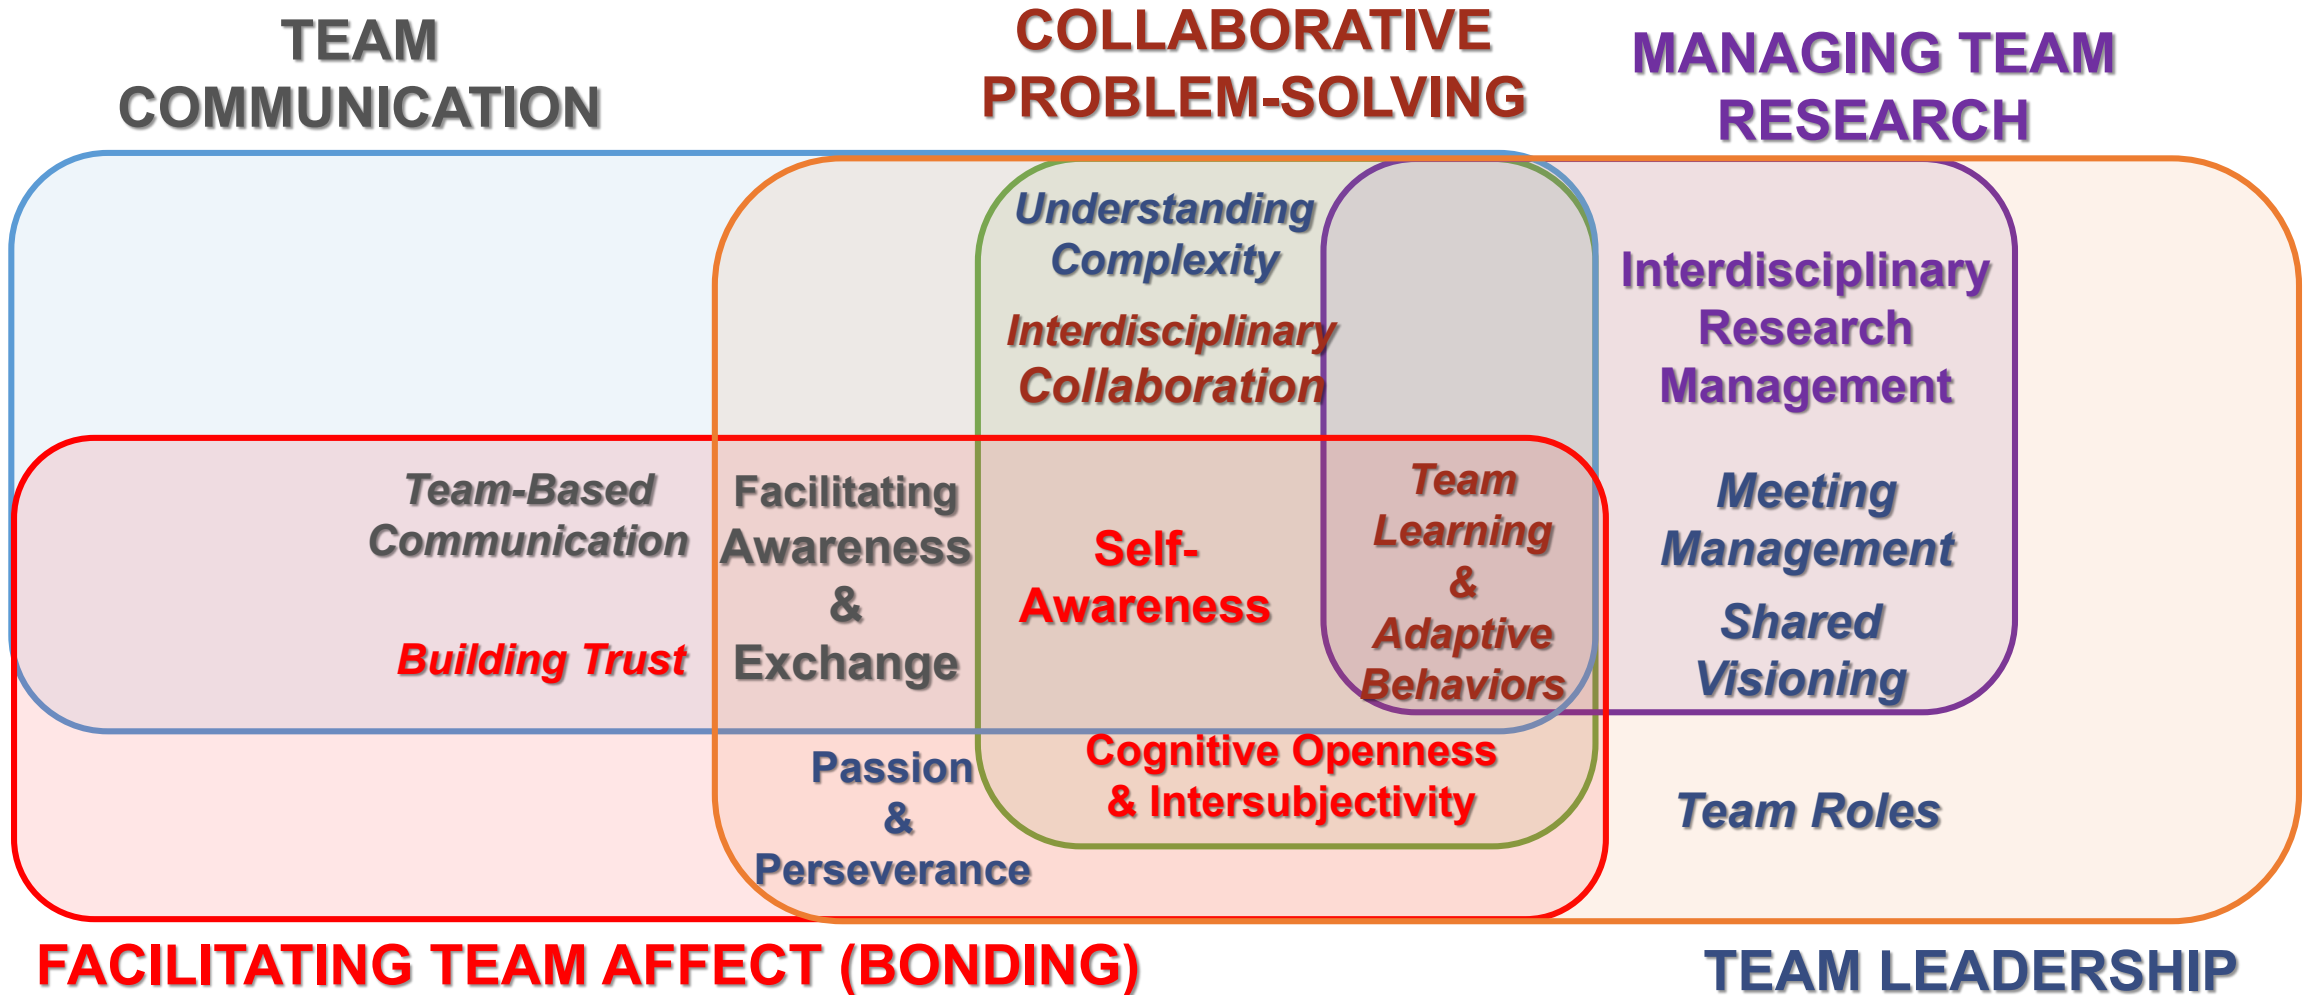 TEAM
COMMUNICATION
COLLABORATIVE
PROBLEM-SOLVING
MANAGING TEAM
RESEARCH
Understanding
Complexity
Interdisciplinary
Collaboration
Interdisciplinary
Research
Management
Team-Based
Communication
Building Trust
Facilitating
Awareness
&
Exchange
Self-
Awareness
Team
Learning
&
Adaptive
Behaviors
Meeting
Management
Shared
Visioning
Passion
&
Perseverance
Cognitive Openness
& Intersubjectivity
Team Roles
FACILITATING TEAM AFFECT (BONDING)
TEAM LEADERSHIP